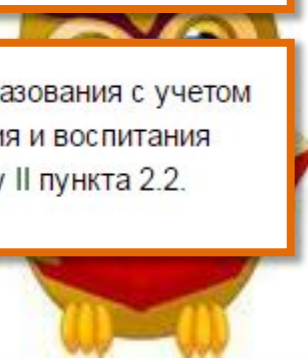 азования с учетом
ия и воспитания
у II пункта 2.2.